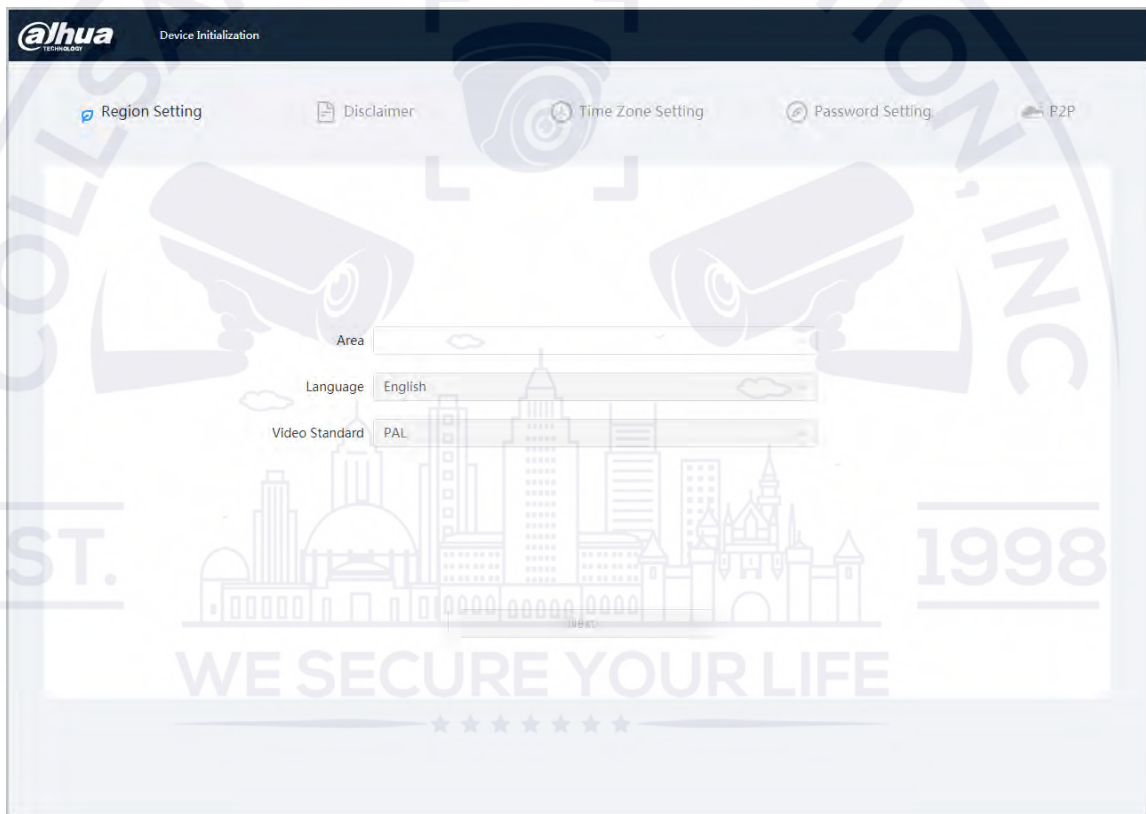 alhua
TECHNOLOGY
Device Initialization
Region Setting
Disclaimer
Time Zone Setting
Password Setting
P2P
Area
Language English
Video Standard PAL
EST.
1998
WE SECURE YOUR LIFE